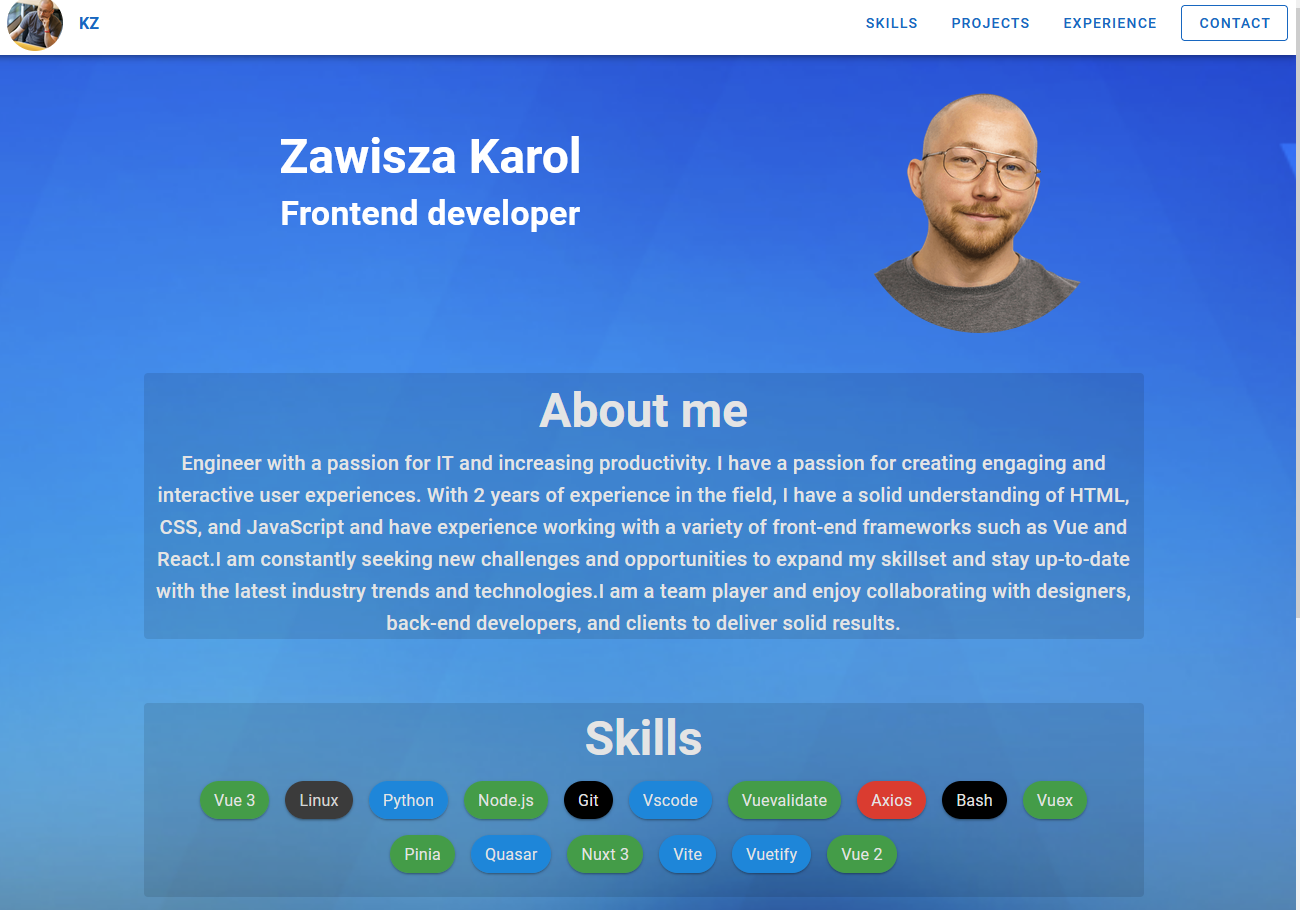 KZ
SKILLS PROJECTS EXPERIENCE CONTACT
Zawisza Karol
Frontend developer
About me
Engineer with a passion for IT and increasing productivity. I have a passion for creating engaging and
interactive user experiences. With 2 years of experience in the field, I have a solid understanding of HTML,
CSS, and JavaScript and have experience working with a variety of front-end frameworks such as Vue and
React.I am constantly seeking new challenges and opportunities to expand my skillset and stay up-to-date
with the latest industry trends and technologies.I am a team player and enjoy collaborating with designers,
back-end developers, and clients to deliver solid results.
Skills
Vue 3 Linux Python Node.js Git Vscode Vuevalidate Axios Bash Vuex
Pinia Quasar Nuxt 3 Vite Vuetify Vue 2